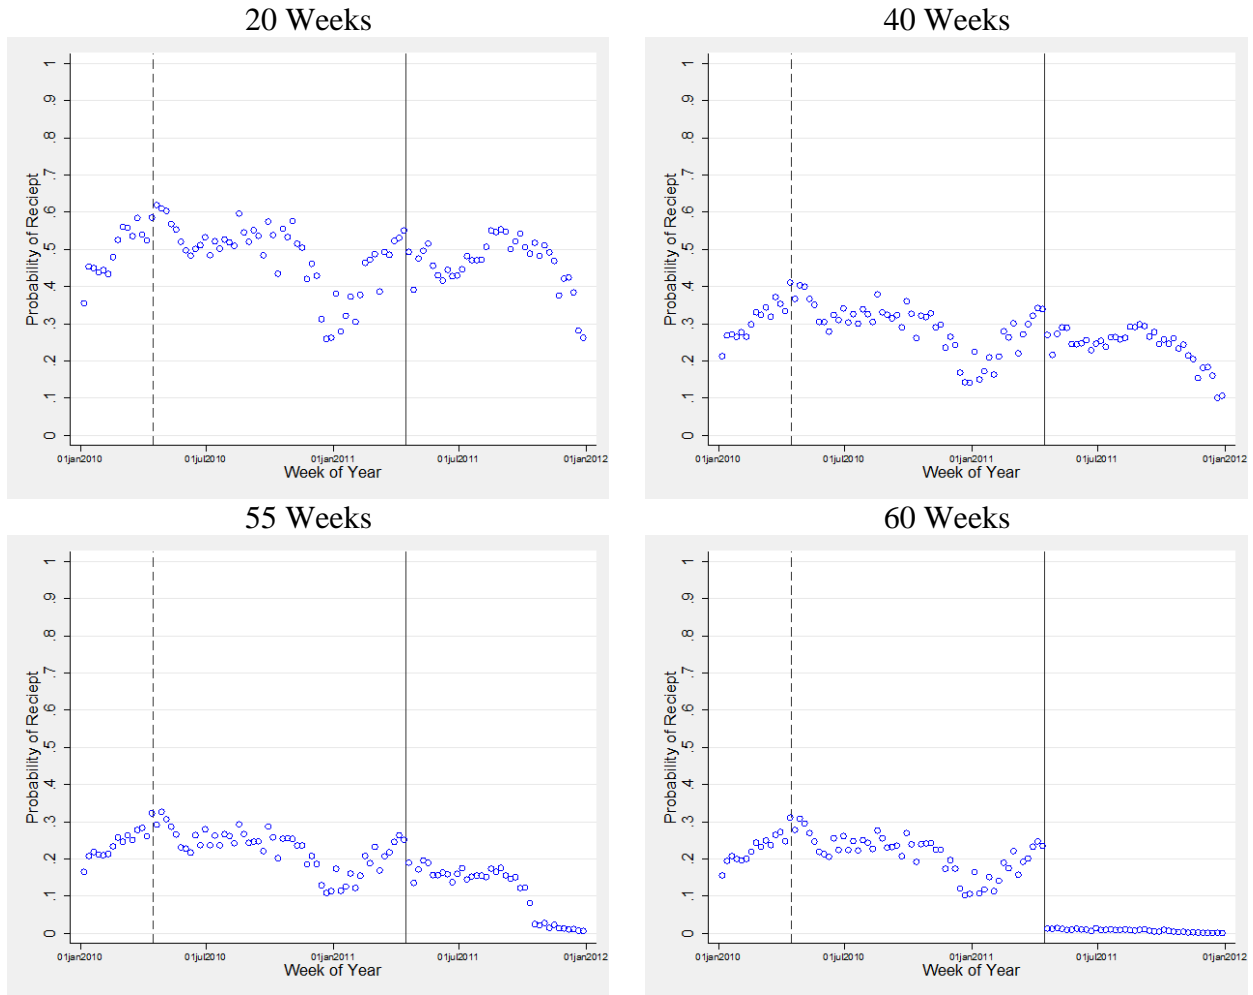 20 Weeks
1
.9
.8
.7
.6
.5
.4
.3
.2
.1
0
Probability of Reciept
01jan2010 01jul2010 01jan2011 01jul2011 01jan2012
Week of Year
40 Weeks
1
.9
.8
.7
.6
.5
.4
.3
.2
.1
0
Probability of Reciept
01jan2010 01jul2010 01jan2011 01jul2011 01jan2012
Week of Year
55 Weeks
1
.9
.8
.7
.6
.5
.4
.3
.2
.1
0
Probability of Reciept
01jan2010 01jul2010 01jan2011 01jul2011 01jan2012
Week of Year
60 Weeks
1
.9
.8
.7
.6
.5
.4
.3
.2
.1
0
Probability of Reciept
01jan2010 01jul2010 01jan2011 01jul2011 01jan2012
Week of Year